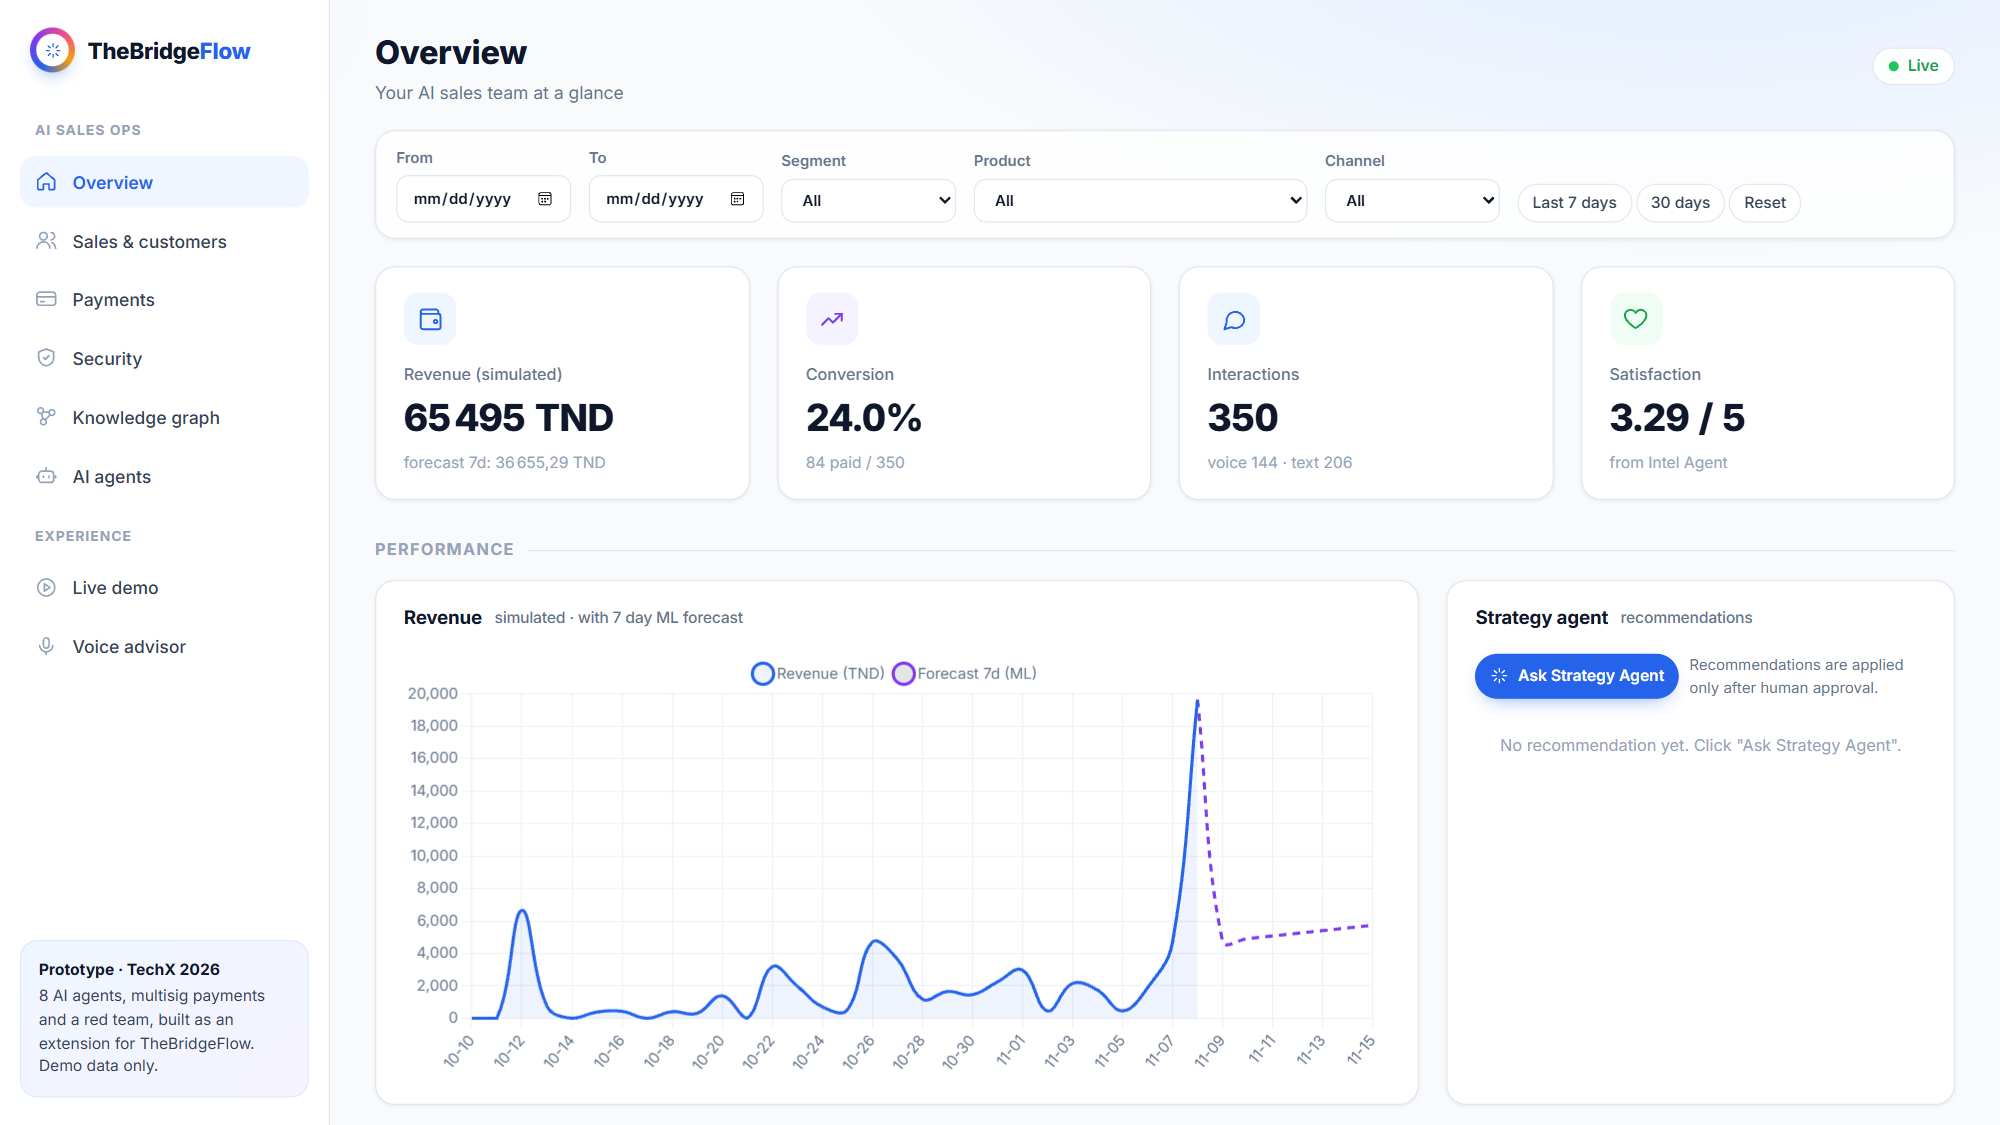 TheBridgeFlow
AI SALES OPS
Overview
Sales & customers
Payments
Security
Knowledge graph
AI agents
EXPERIENCE
Live demo
Voice advisor
Prototype · TechX 2026
8 AI agents, multisig payments
and a red team, built as an
extension for TheBridgeFlow.
Demo data only.
Overview
Your AI sales team at a glance
Live
From
To
Segment
Product
Channel
mm/dd/yyyy
mm/dd/yyyy
All
All
All
Last 7 days
30 days
Reset
Revenue (simulated)
65 495 TND
forecast 7d: 36 655,29 TND
Conversion
24.0%
84 paid / 350
Interactions
350
voice 144 · text 206
Satisfaction
3.29 / 5
from Intel Agent
PERFORMANCE
Revenue simulated · with 7 day ML forecast
Revenue (TND) Forecast 7d (ML)
20,000
18,000
16,000
14,000
12,000
10,000
8,000
6,000
4,000
2,000
0
10-10 10-12 10-14 10-16 10-18 10-20 10-22 10-24 10-26 10-28 10-30 11-01 11-03 11-05 11-07 11-09 11-11 11-13 11-15
Strategy agent recommendations
Ask Strategy Agent
Recommendations are applied
only after human approval.
No recommendation yet. Click "Ask Strategy Agent".